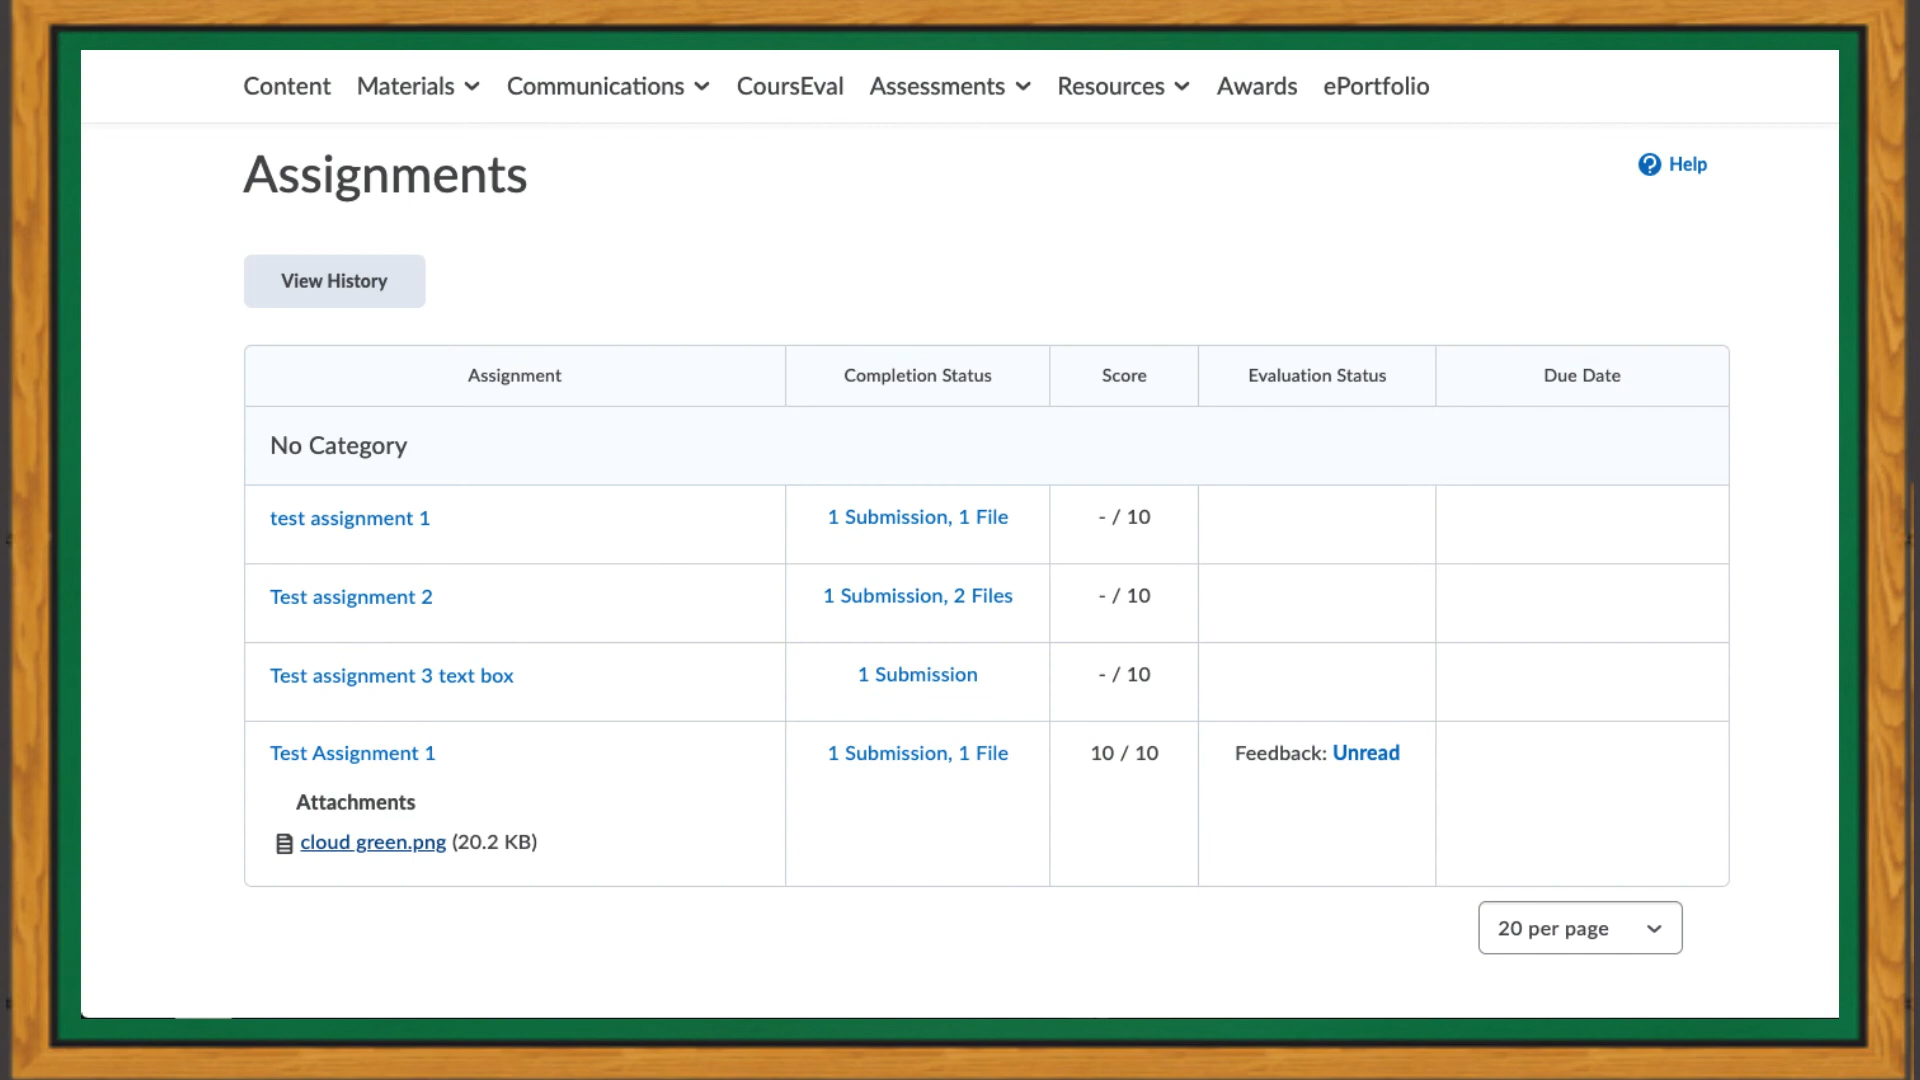 Content Materials Communications CoursEval Assessments Resources Awards ePortfolio
Assignments
Help
View History
Assignment Completion Status Score Evaluation Status Due Date
No Category
test assignment 1 1 Submission, 1 File - / 10
Test assignment 2 1 Submission, 2 Files - / 10
Test assignment 3 text box 1 Submission - / 10
Test Assignment 1 1 Submission, 1 File 10 / 10 Feedback: Unread
Attachments
cloud green.png (20.2 KB)
20 per page